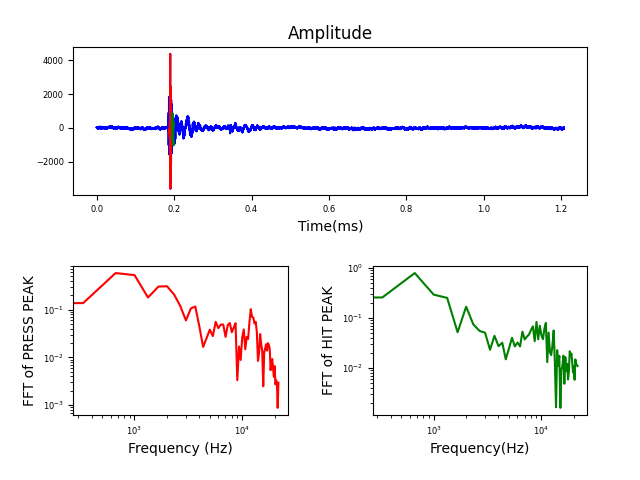 Amplitude
4000
2000
0
−2000
0.0 0.2 0.4 0.6 0.8 1.0 1.2
Time(ms)
FFT of PRESS PEAK
10⁻¹
10⁻²
10⁻³
10³ 10⁴
Frequency (Hz)
FFT of HIT PEAK
10⁰
10⁻¹
10⁻²
10³ 10⁴
Frequency(Hz)